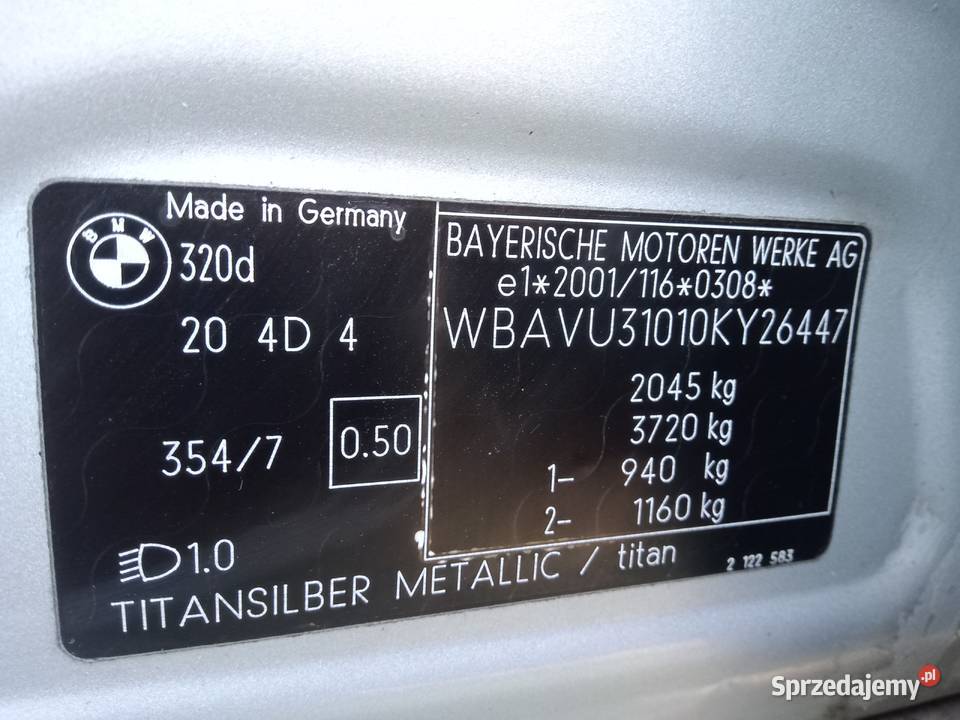 Made in Germany
BMW
320d
20 4D 4
354/7
0.50
1.0
TITANSILBER METALLIC / titan
BAYERISCHE MOTOREN WERKE AG
e1*2001/116*0308*
WBAVU31010KY26447
2045 kg
3720 kg
1- 940 kg
2- 1160 kg
2 122 583
Sprzedajemy.pl